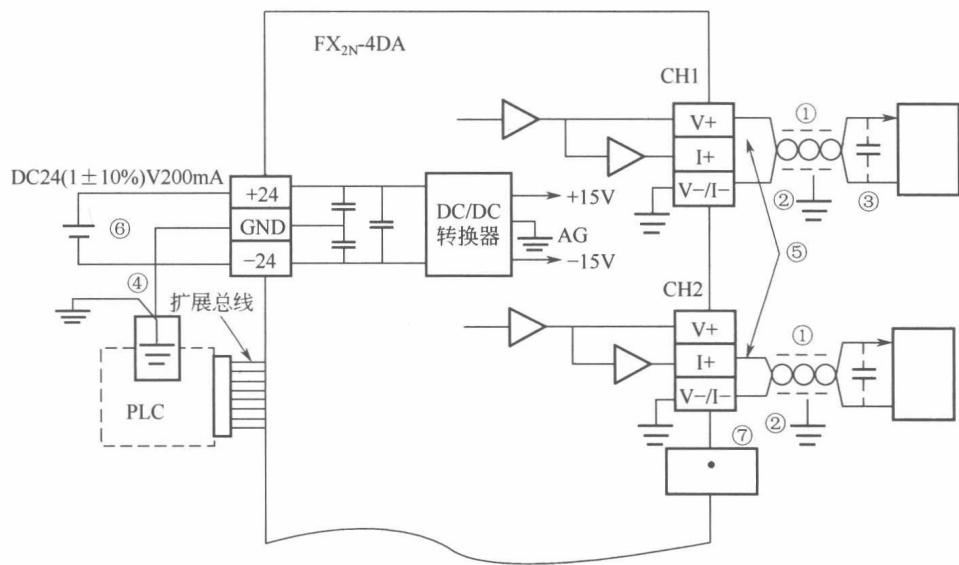 FX2N-4DA
CH1
V+
I+
V−/I−
①
②
③
DC24(1±10%)V200mA
+24
GND
−24
⑥
DC/DC
转换器
+15V
AG
−15V
⑤
④
扩展总线
PLC
CH2
V+
I+
V−/I−
①
②
⑦